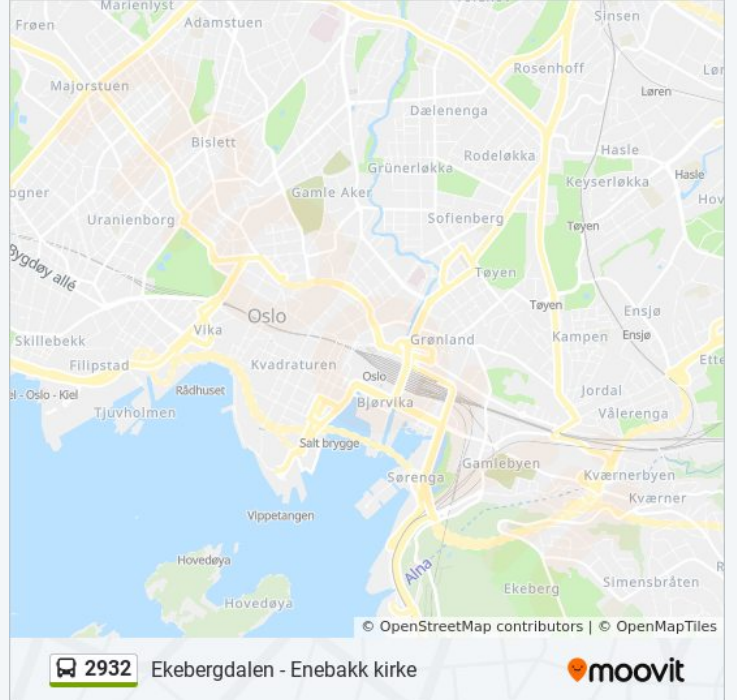 Marienlyst
Sinsen
Frøen
Adamstuen
Rosenhoff
Majorstuen
Løren
Dælenenga
Bislett
Hasle
Rodeløkka
Grünerløkka
Hasle
Keyserløkka
Gamle Aker
ogner
Uranienborg
Sofienberg
Tøyen
Bygdøy allé
Tøyen
Tøyen
Oslo
Ensjø
Vika
Skillebekk
Grønland
Kampen
Ensjø
Filipstad
Kvadraturen
Oslo
Rådhuset
Jordal
el - Oslo - Kiel
Bjørvika
Tjuvholmen
Vålerenga
Salt brygge
Gamlebyen
Sørenga
Kværnerbyen
Kværner
Vippetangen
Hovedøya
Alna
Simensbråten
Ekeberg
Hovedøya
© OpenStreetMap contributors | © OpenMapTiles
2932 Ekebergdalen - Enebakk kirke
moovit